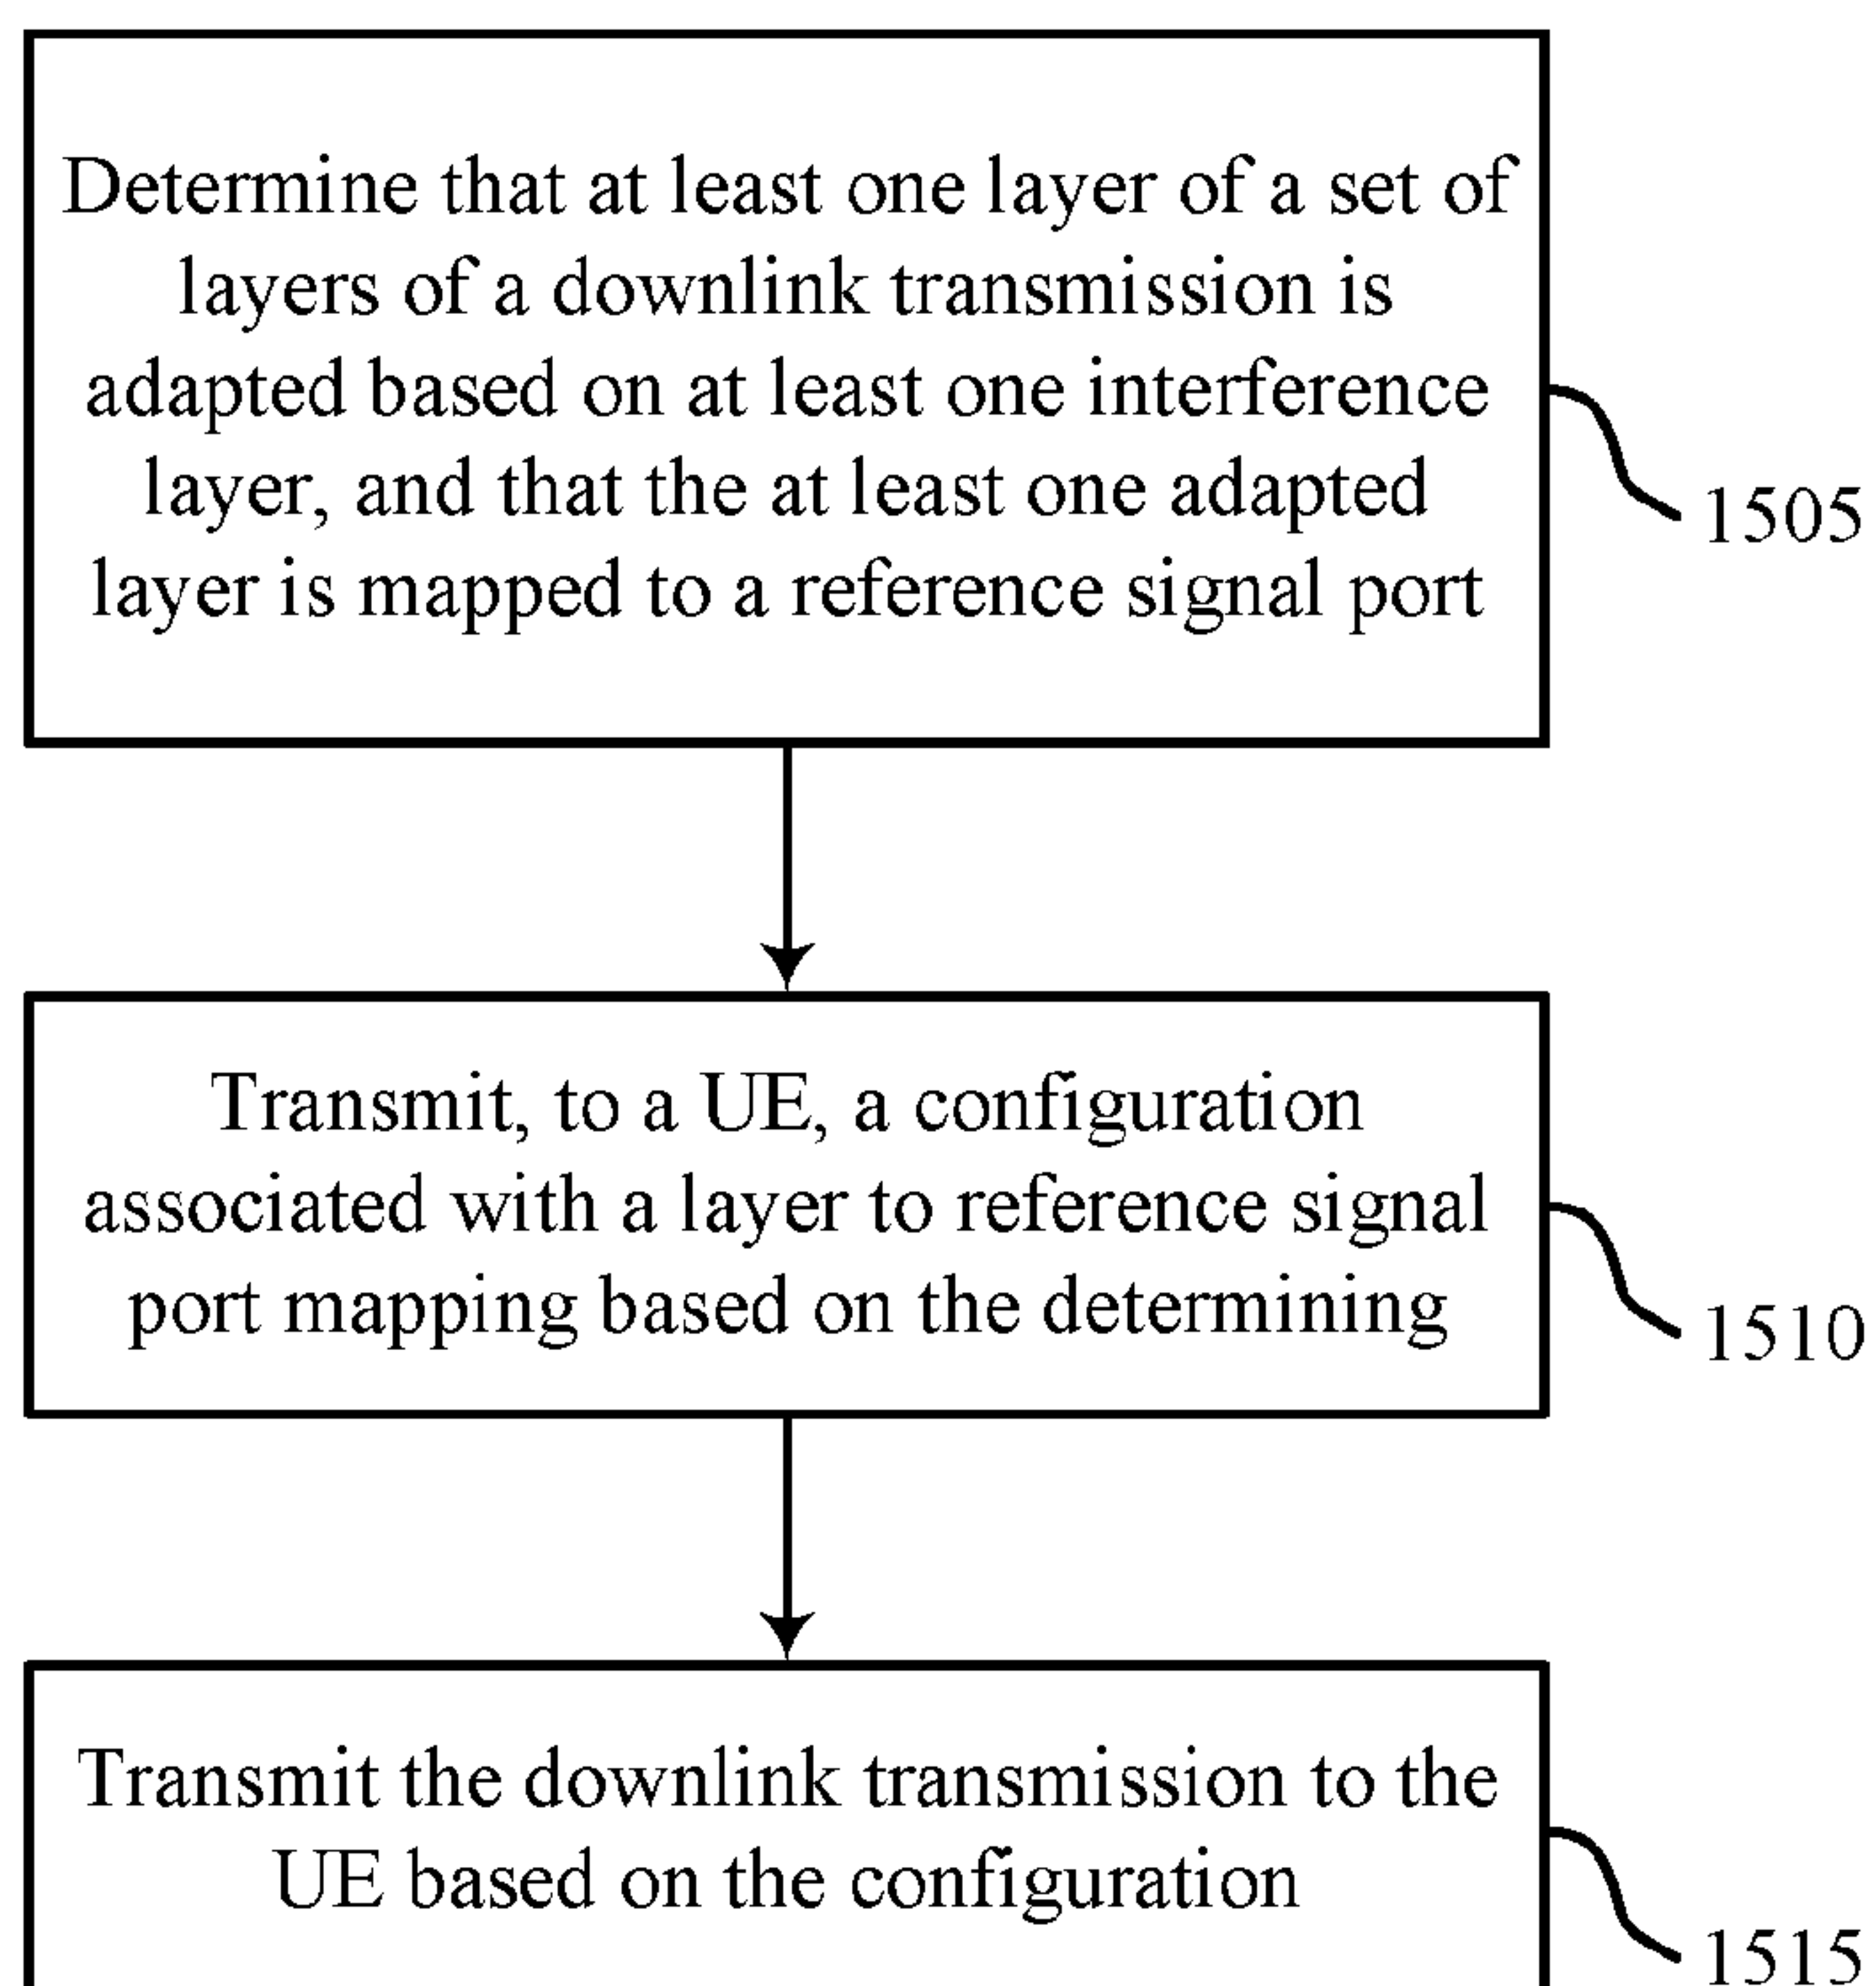 Determine that at least one layer of a set of
layers of a downlink transmission is
adapted based on at least one interference
layer, and that the at least one adapted
layer is mapped to a reference signal port
1505
Transmit, to a UE, a configuration
associated with a layer to reference signal
port mapping based on the determining
1510
Transmit the downlink transmission to the
UE based on the configuration
1515